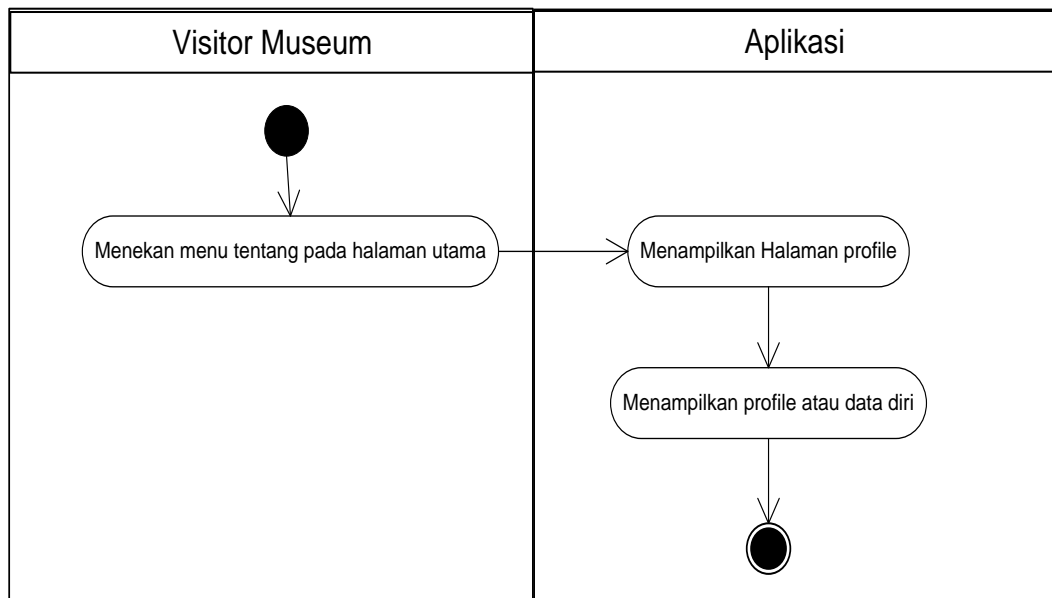 Visitor Museum
Aplikasi
Menekan menu tentang pada halaman utama
Menampilkan Halaman profile
Menampilkan profile atau data diri